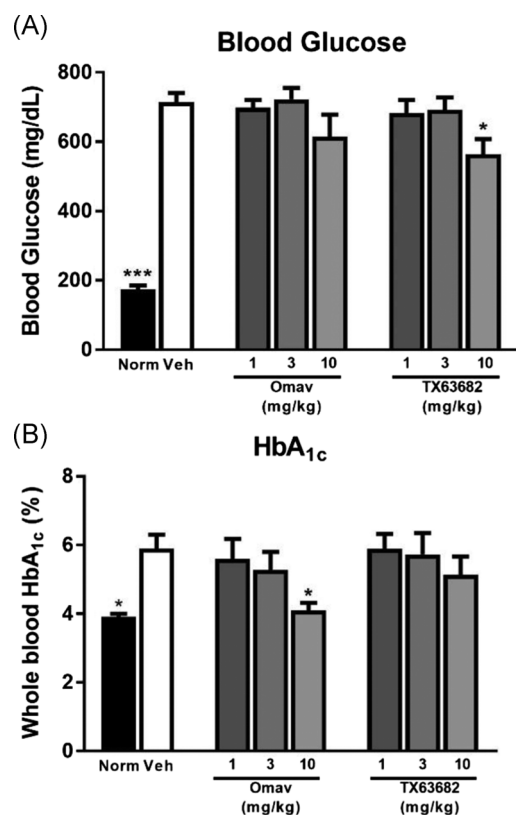 (A)
Blood Glucose
Blood Glucose (mg/dL)
800
600
400
200
0
***
*
Norm Veh
1 3 10
1 3 10
Omav
TX63682
(mg/kg)
(mg/kg)
(B)
HbA1c
Whole blood HbA1c (%)
8
6
4
2
0
*
*
Norm Veh
1 3 10
1 3 10
Omav
TX63682
(mg/kg)
(mg/kg)